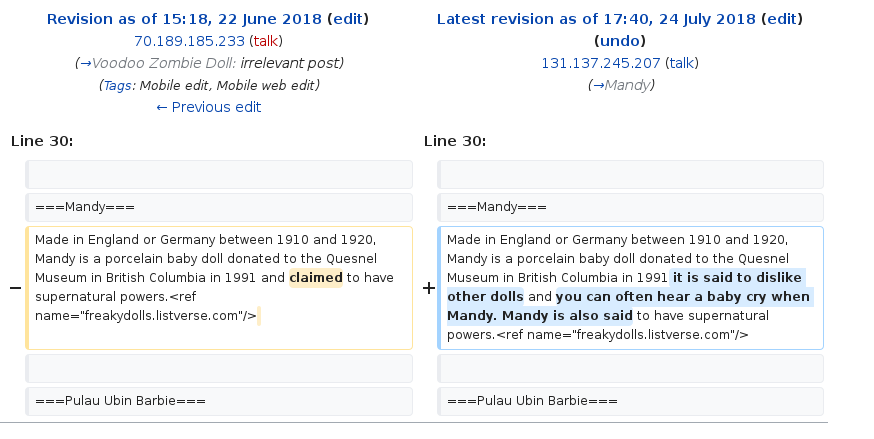 Revision as of 15:18, 22 June 2018 (edit)
70.189.185.233 (talk)
(→Voodoo Zombie Doll: irrelevant post)
(Tags: Mobile edit, Mobile web edit)
← Previous edit
Latest revision as of 17:40, 24 July 2018 (edit)
(undo)
131.137.245.207 (talk)
(→Mandy)
Line 30:
Line 30:
===Mandy===
===Mandy===
−
Made in England or Germany between 1910 and 1920,
Mandy is a porcelain baby doll donated to the Quesnel
Museum in British Columbia in 1991 and claimed to have
supernatural powers.<ref
name="freakydolls.listverse.com"/>
+
Made in England or Germany between 1910 and 1920,
Mandy is a porcelain baby doll donated to the Quesnel
Museum in British Columbia in 1991 it is said to dislike
other dolls and you can often hear a baby cry when
Mandy. Mandy is also said to have supernatural
powers.<ref name="freakydolls.listverse.com"/>
===Pulau Ubin Barbie===
===Pulau Ubin Barbie===